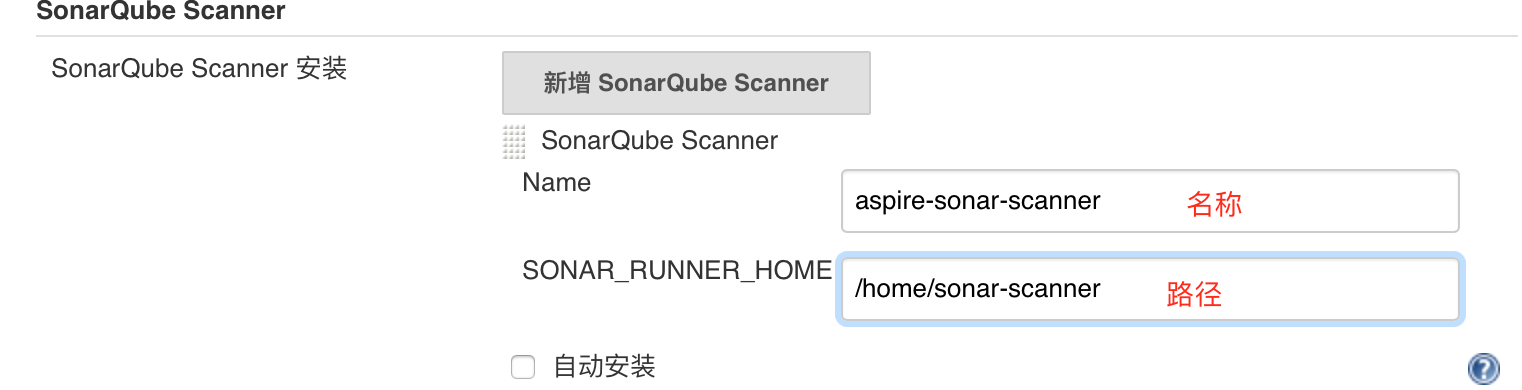 SonarQube Scanner
SonarQube Scanner 安装
新增 SonarQube Scanner
SonarQube Scanner
Name
aspire-sonar-scanner 名称
SONAR_RUNNER_HOME
/home/sonar-scanner 路径
自动安装
?